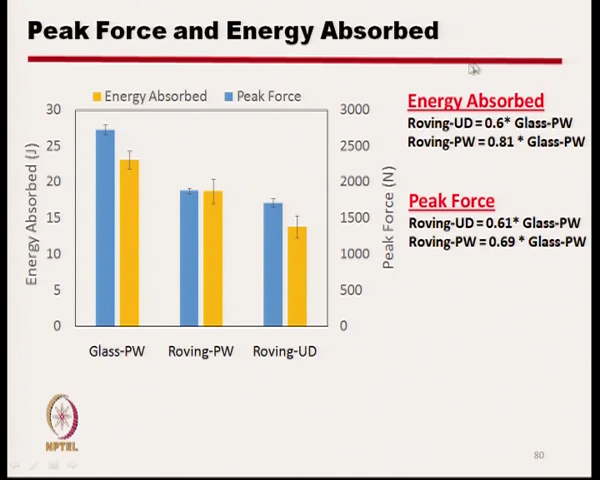 Peak Force and Energy Absorbed
Energy Absorbed Peak Force
Energy Absorbed (J)
30
25
20
15
10
5
0
3000
2500
2000
1500
1000
500
0
Peak Force (N)
Glass-PW Roving-PW Roving-UD
Energy Absorbed
Roving-UD = 0.6* Glass-PW
Roving-PW = 0.81 * Glass-PW
Peak Force
Roving-UD = 0.61* Glass-PW
Roving-PW = 0.69 * Glass-PW
NPTEL
80